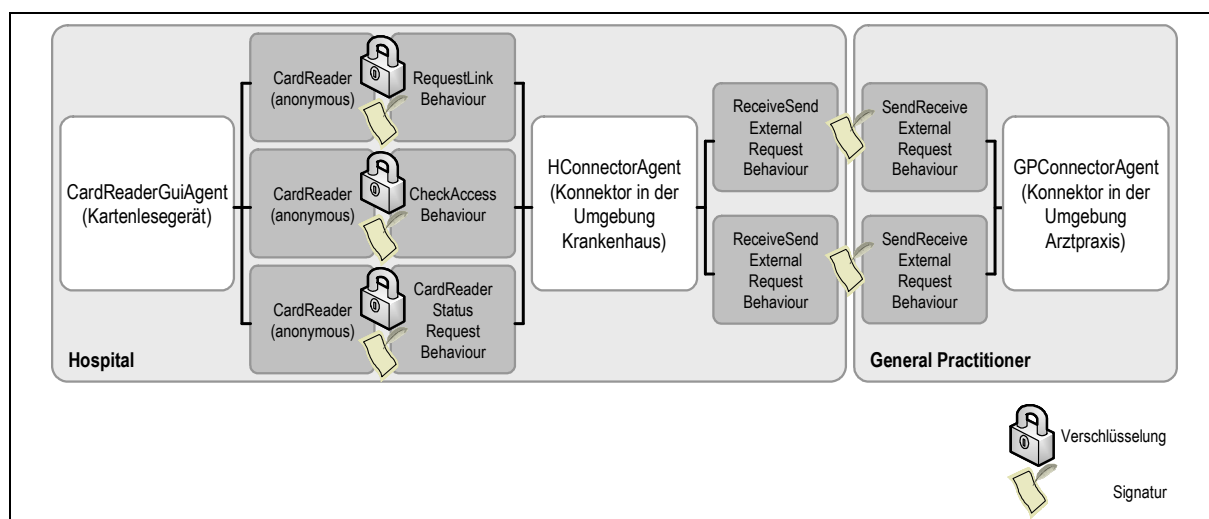 CardReader
(anonymous)
RequestLink
Behaviour
CardReaderGuiAgent
(Kartenlesegerät)
CardReader
(anonymous)
CheckAccess
Behaviour
CardReader
(anonymous)
CardReader
Status
Request
Behaviour
HConnectorAgent
(Konnektor in der
Umgebung
Krankenhaus)
ReceiveSend
External
Request
Behaviour
ReceiveSend
External
Request
Behaviour
Hospital
SendReceive
External
Request
Behaviour
SendReceive
External
Request
Behaviour
GPConnectorAgent
(Konnektor in der
Umgebung
Arztpraxis)
General Practitioner
Verschlüsselung
Signatur